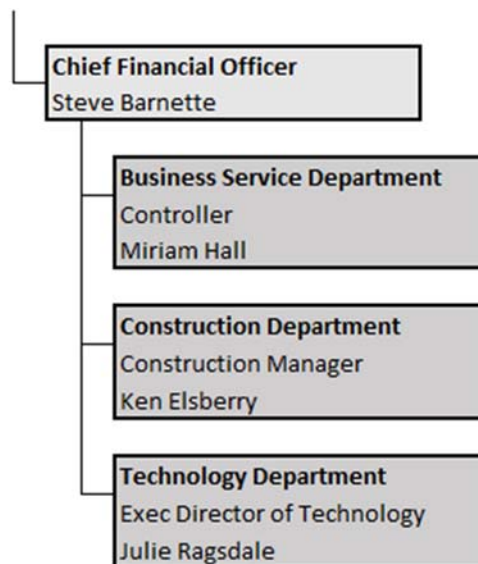 Chief Financial Officer
Steve Barnette
Business Service Department
Controller
Miriam Hall
Construction Department
Construction Manager
Ken Elsberry
Technology Department
Exec Director of Technology
Julie Ragsdale